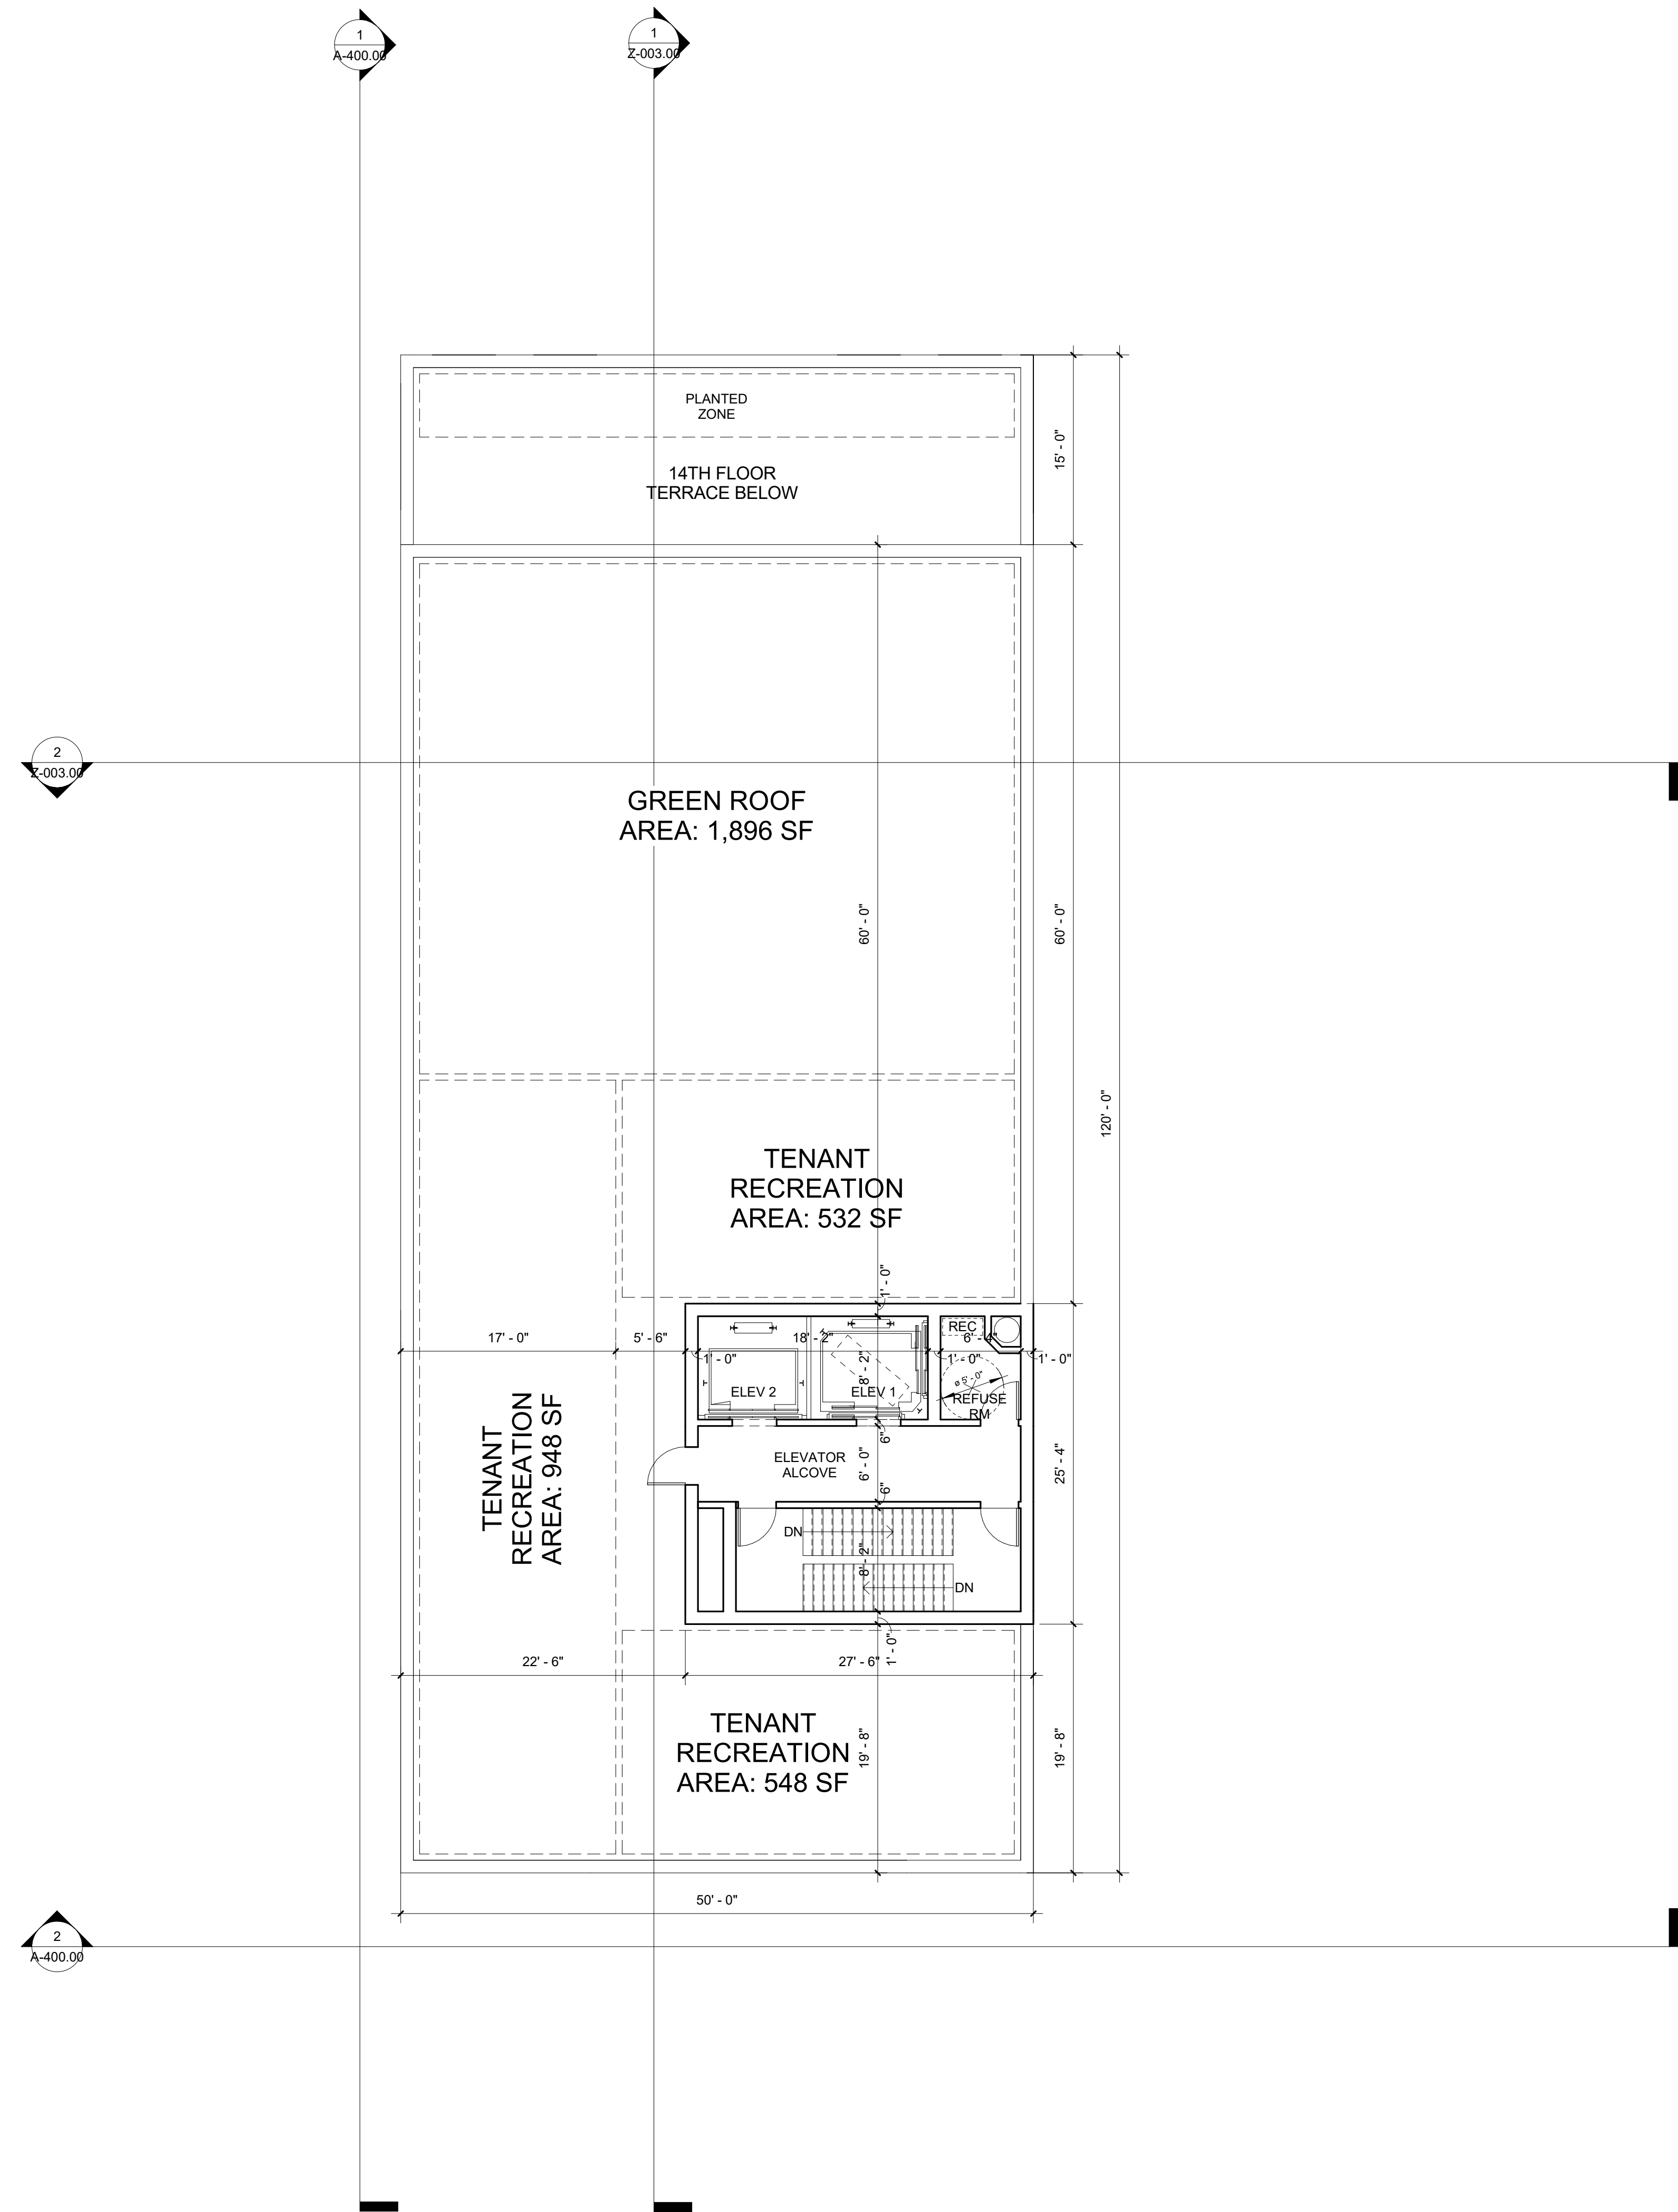 1
A-400.00
1
Z-003.00
PLANTED
ZONE
15' - 0"
14TH FLOOR
TERRACE BELOW
2
Z-003.00
GREEN ROOF
AREA: 1,896 SF
60' - 0"
60' - 0"
120' - 0"
TENANT
RECREATION
AREA: 532 SF
1' - 0"
REC
17' - 0"
5' - 6"
18' - 2"
6' - 4"
1' - 0"
1' - 0"
1' - 0"
8' - 2"
ø 5' - 0"
ELEV 2
ELEV 1
REFUSE
RM
6"
TENANT
RECREATION
AREA: 948 SF
ELEVATOR
ALCOVE
6' - 0"
25' - 4"
6"
DN
8' - 2"
DN
1' - 0"
22' - 6"
27' - 6"
TENANT
RECREATION
AREA: 548 SF
19' - 8"
19' - 8"
50' - 0"
2
A-400.00